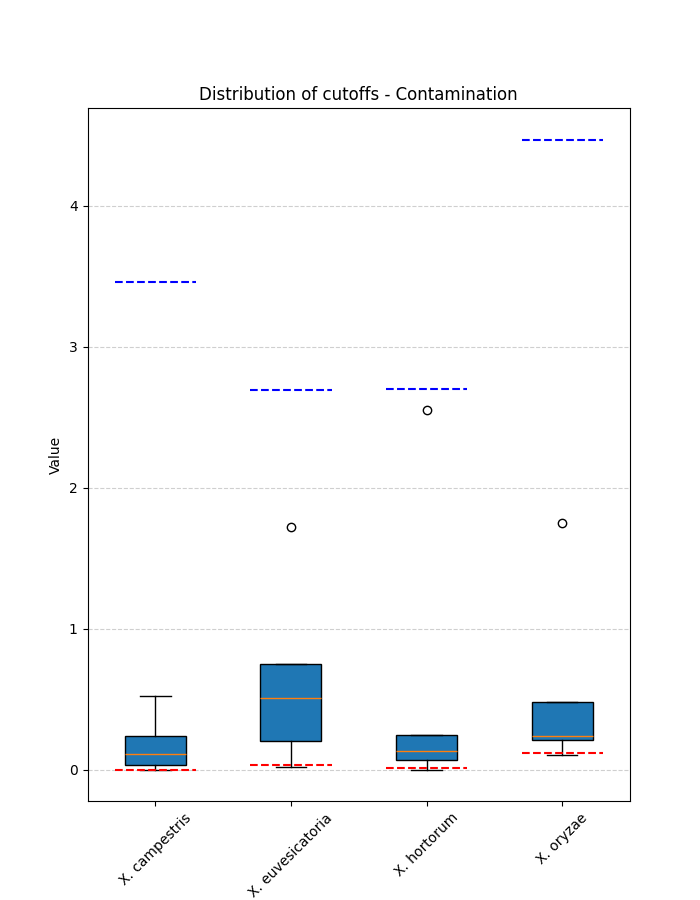 Distribution of cutoffs - Contamination
Value
4
3
2
1
0
X. campestris
X. euvesicatoria
X. hortorum
X. oryzae